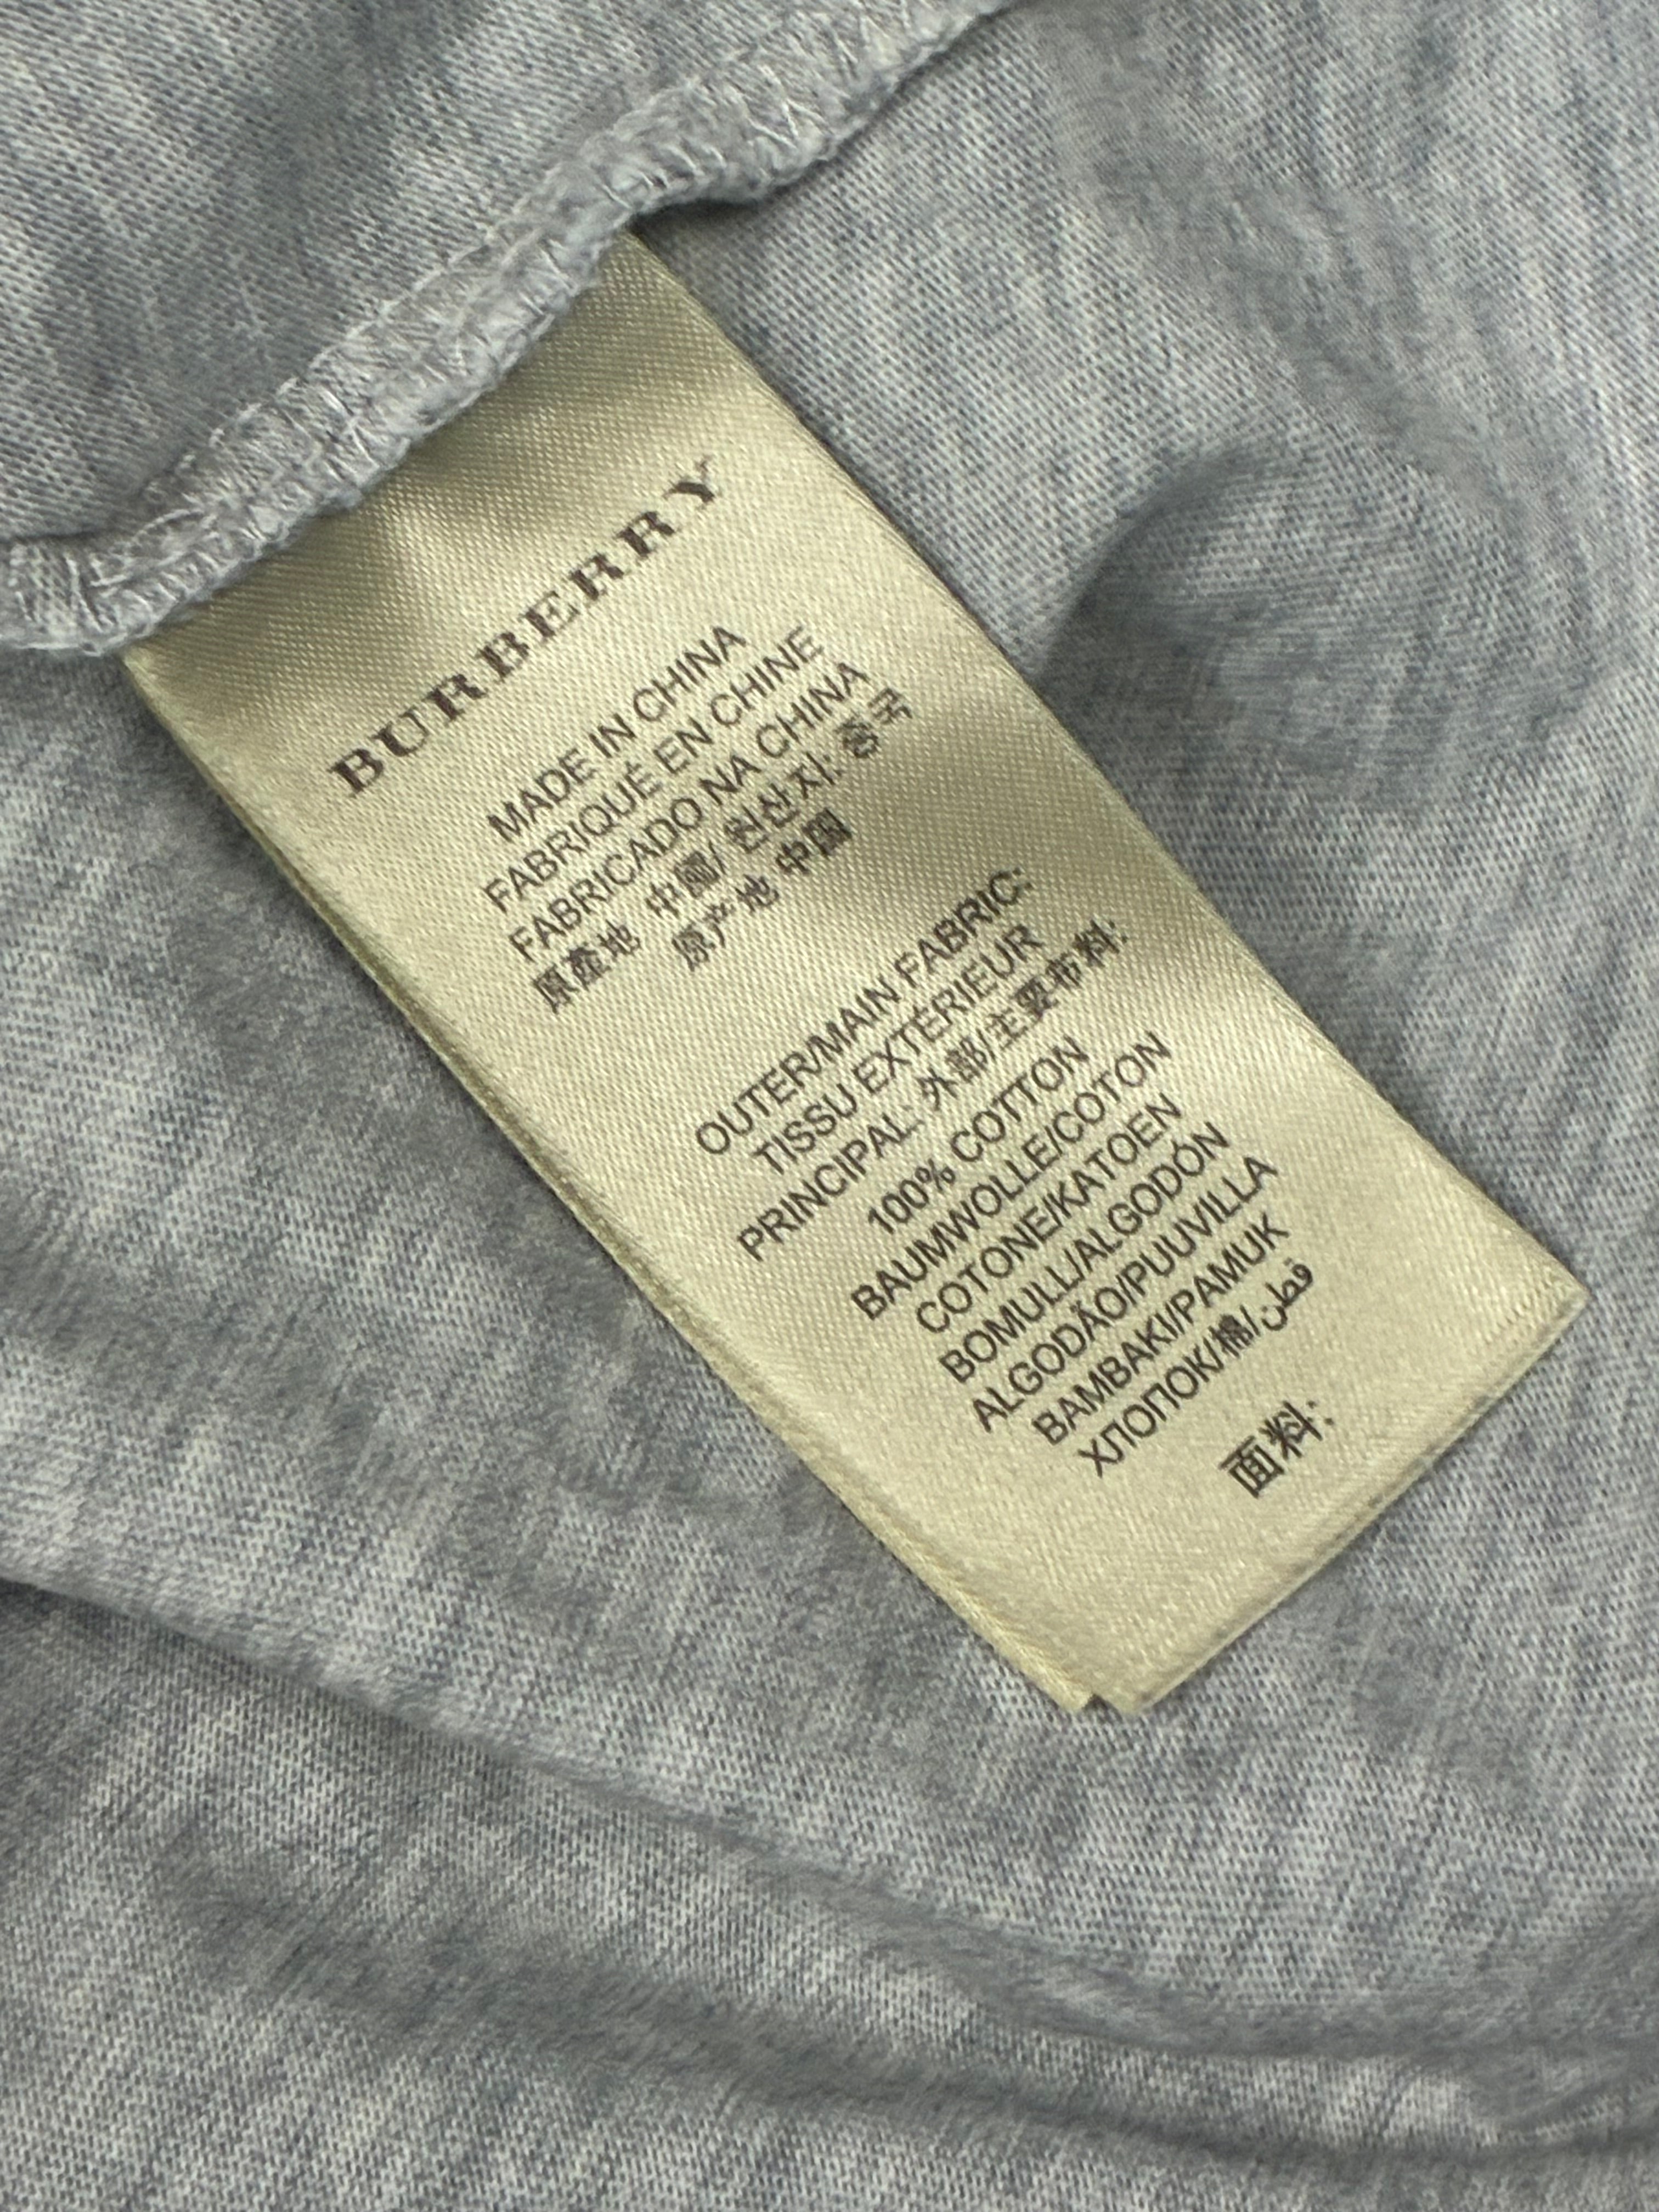 BURBERRY
MADE IN CHINA
FABRIQUÉ EN CHINE
FABRICADO NA CHINA
原產地 中國/ 원산지: 중국
原产地 中国
OUTER/MAIN FABRIC:
TISSU EXTÉRIEUR
PRINCIPAL: 外部/主要布料:
100% COTTON
BAUMWOLLE/COTON
COTONE/KATOEN
BOMULL/ALGODÓN
ALGODÃO/PUUVILLA
BAMBAKI/PAMUK
ХЛОПОК/棉/قطن
面料: